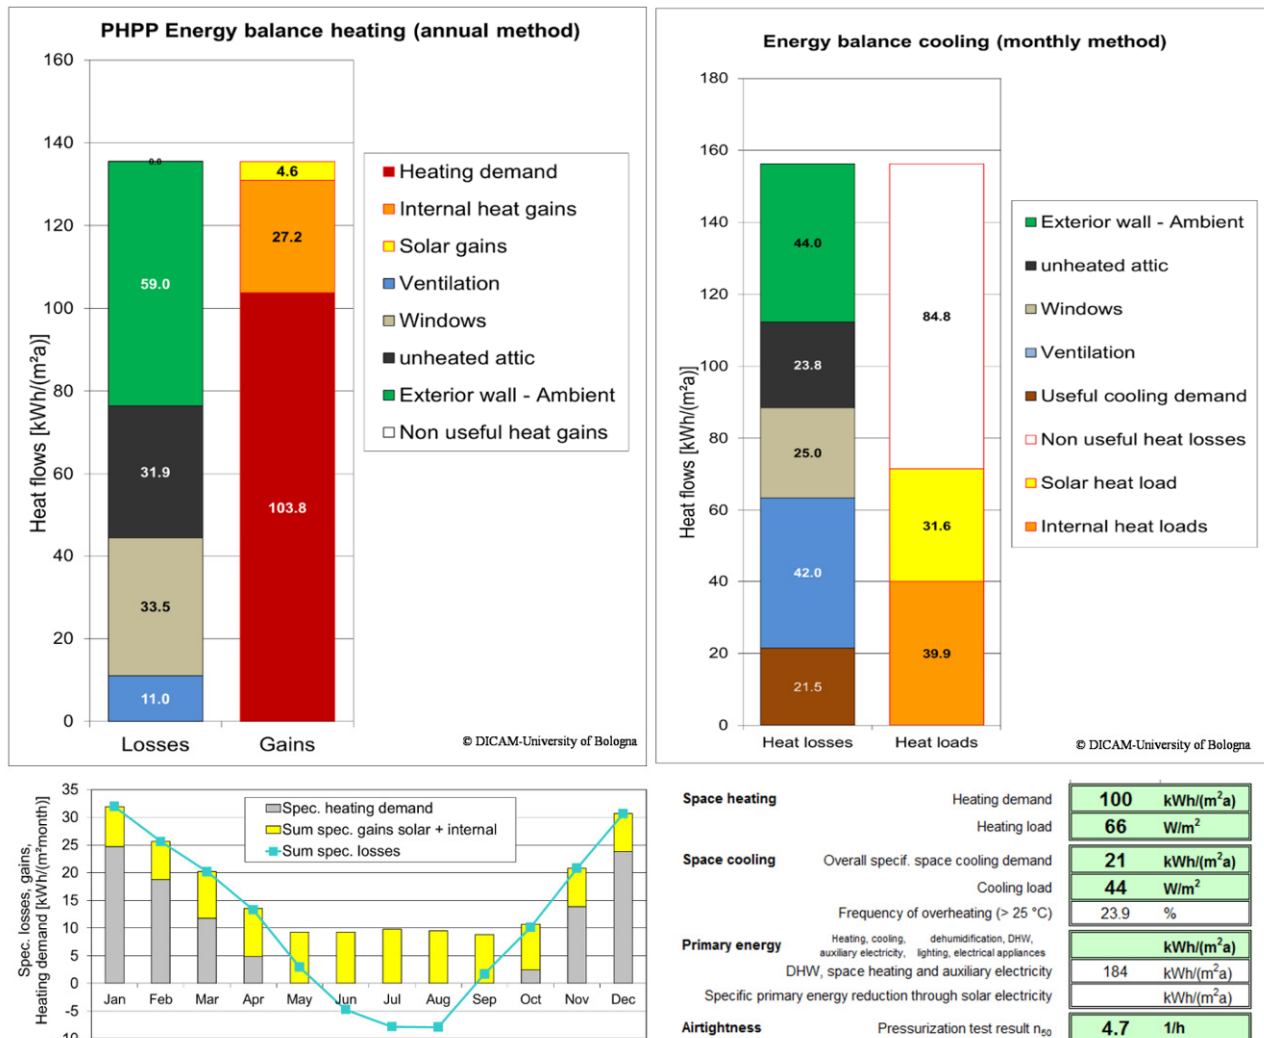 PHPP Energy balance heating (annual method)
160
140
120
100
80
60
40
20
0
Heat flows [kWh/(m²a)]
0.0
59.0
31.9
33.5
11.0
4.6
27.2
103.8
Losses
Gains
Heating demand
Internal heat gains
Solar gains
Ventilation
Windows
unheated attic
Exterior wall - Ambient
Non useful heat gains
© DICAM-University of Bologna
Energy balance cooling (monthly method)
180
160
140
120
100
80
60
40
20
0
Heat flows [kWh/(m²a)]
44.0
23.8
25.0
42.0
21.5
84.8
31.6
39.9
Heat losses
Heat loads
Exterior wall - Ambient
unheated attic
Windows
Ventilation
Useful cooling demand
Non useful heat losses
Solar heat load
Internal heat loads
© DICAM-University of Bologna
35
30
25
20
15
10
5
0
-5
-10
Spec. losses, gains,
Heating demand [kWh/(m²month)]
Spec. heating demand
Sum spec. gains solar + internal
Sum spec. losses
Jan Feb Mar Apr May Jun Jul Aug Sep Oct Nov Dec
Space heating Heating demand 100 kWh/(m²a)
Heating load 66 W/m²
Space cooling Overall specif. space cooling demand 21 kWh/(m²a)
Cooling load 44 W/m²
Frequency of overheating (> 25 °C) 23.9 %
Primary energy Heating, cooling, dehumidification, DHW, kWh/(m²a)
auxiliary electricity, lighting, electrical appliances
DHW, space heating and auxiliary electricity 184 kWh/(m²a)
Specific primary energy reduction through solar electricity kWh/(m²a)
Airtightness Pressurization test result n₅₀ 4.7 1/h